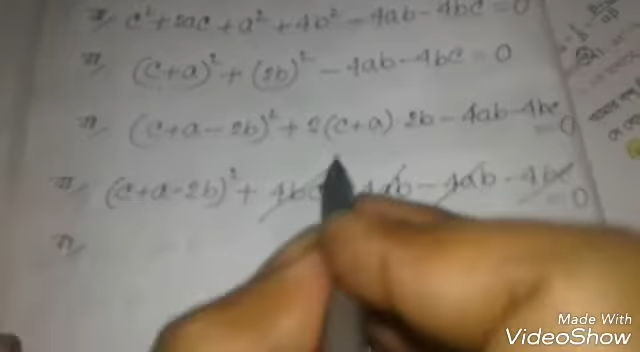 বা, c² + 2ac + a² + 4b² - 4ab - 4bc = 0
বা, (c+a)² + (2b)² - 4ab - 4bc = 0
বা, (c+a-2b)² + 2(c+a)·2b - 4ab - 4bc = 0
বা, (c+a-2b)² + 4bc 4ab - 4ab - 4bc = 0
বা,
Made With
VideoShow